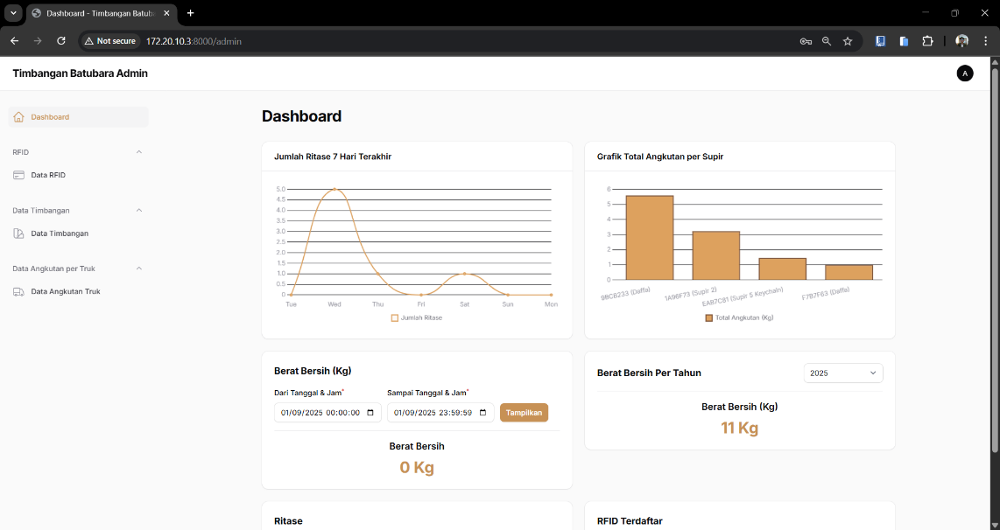 Dashboard - Timbangan Batuba
Not secure
172.20.10.3:8000/admin
Timbangan Batubara Admin
A
Dashboard
RFID
Data RFID
Data Timbangan
Data Timbangan
Data Angkutan per Truk
Data Angkutan Truk
Dashboard
Jumlah Ritase 7 Hari Terakhir
5.0
4.5
4.0
3.5
3.0
2.5
2.0
1.5
1.0
0.5
0
Tue Wed Thu Fri Sat Sun Mon
Jumlah Ritase
Grafik Total Angkutan per Supir
6
5
4
3
2
1
0
9BCB233 (Daffa)
1A96F73 (Supir 2)
EAB7C81 (Supir 5 Keychain)
F7B7F63 (Daffa)
Total Angkutan (Kg)
Berat Bersih (Kg)
Dari Tanggal & Jam* Sampai Tanggal & Jam*
01/09/2025 00:00:00 01/09/2025 23:59:59 Tampilkan
Berat Bersih
0 Kg
Berat Bersih Per Tahun
2025
Berat Bersih (Kg)
11 Kg
Ritase
RFID Terdaftar